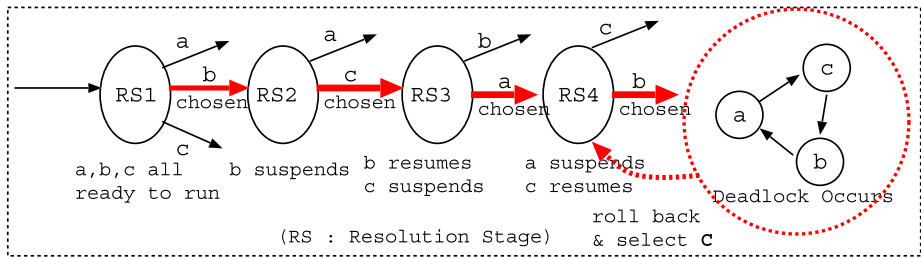 a
b
chosen
c
RS1
a,b,c all
ready to run
a
c
chosen
RS2
b suspends
b
a
chosen
RS3
b resumes
c suspends
c
b
chosen
RS4
a suspends
c resumes
roll back
& select C
a
c
b
Deadlock Occurs
(RS : Resolution Stage)